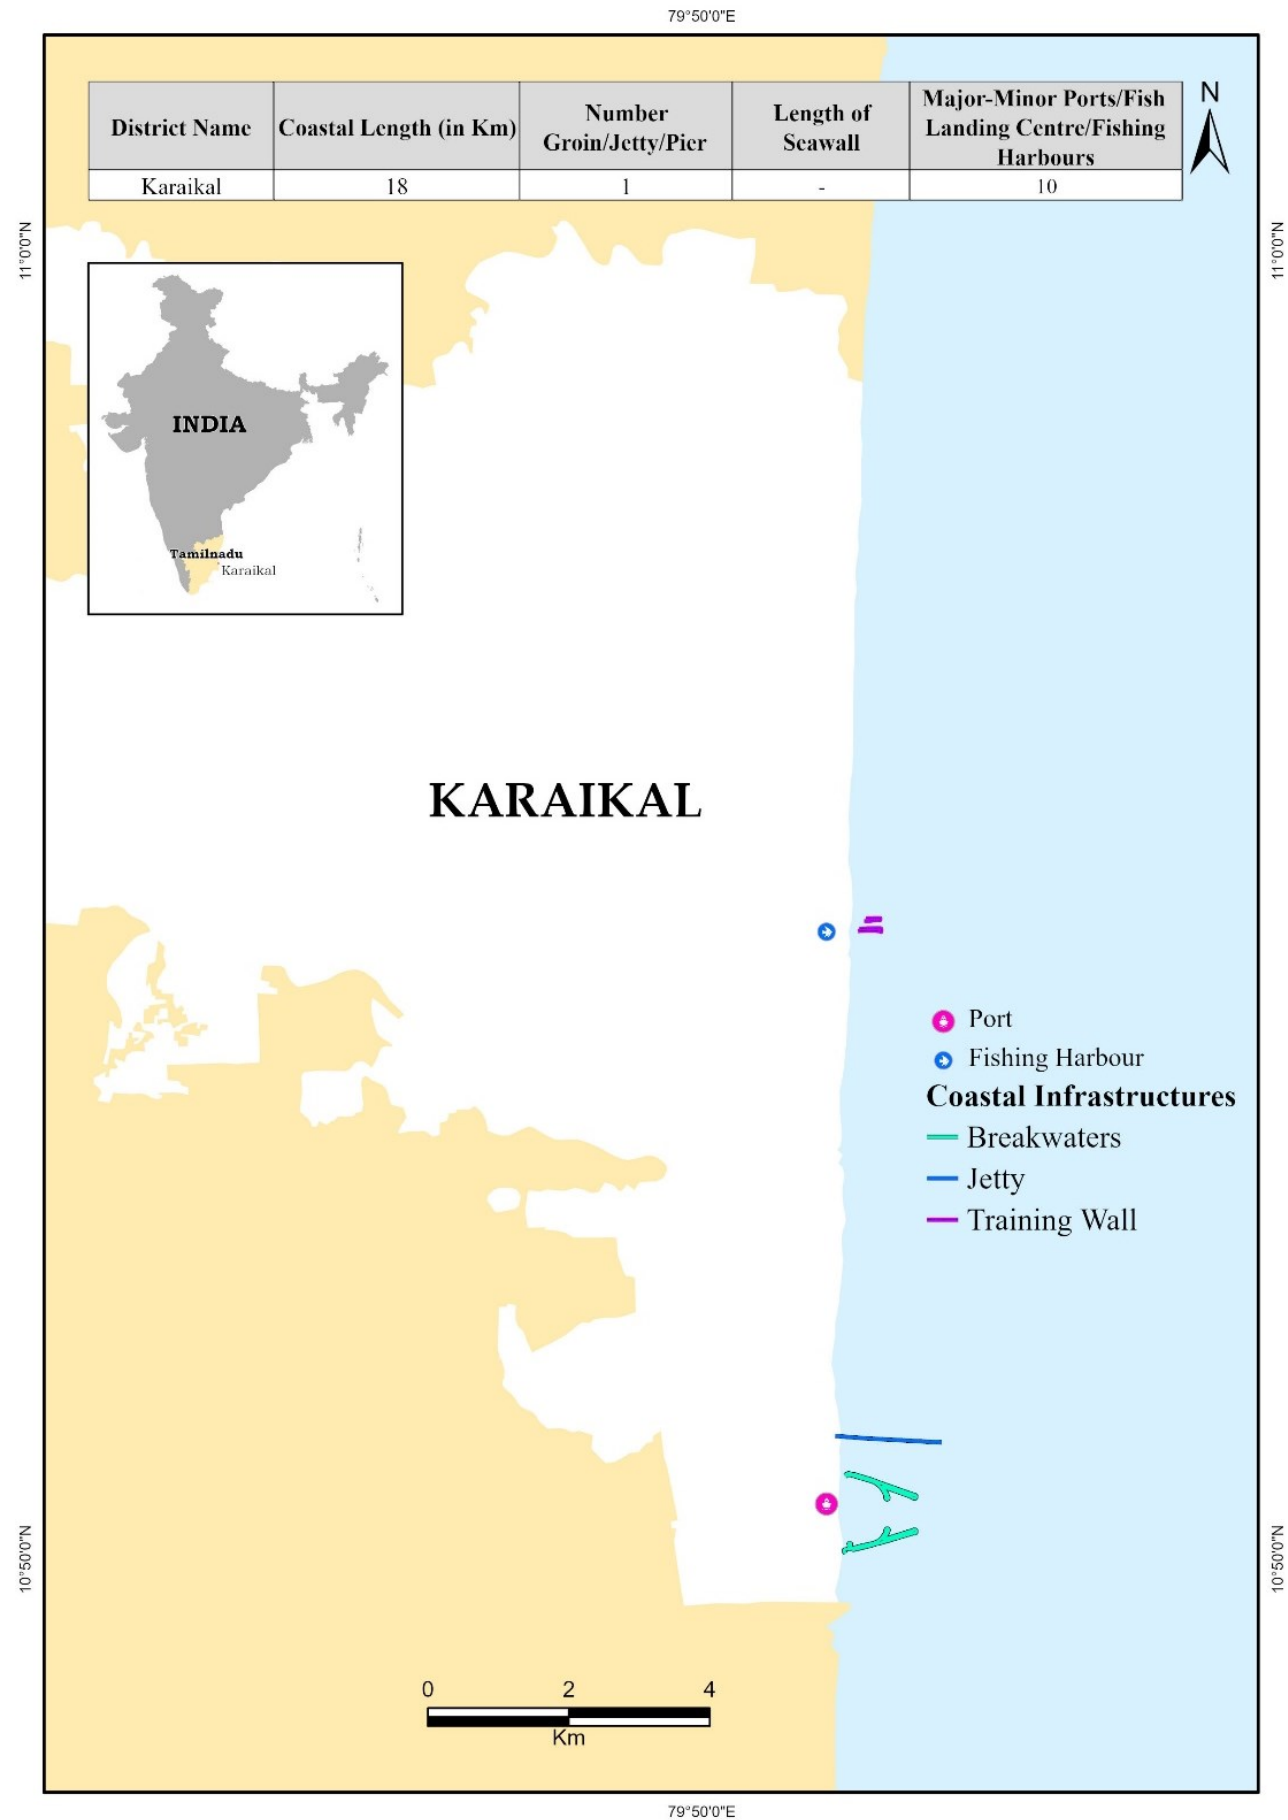 79°50'0"E
District Name
Coastal Length (in Km)
Number
Groin/Jetty/Pier
Length of
Seawall
Major-Minor Ports/Fish
Landing Centre/Fishing
Harbours
Karaikal
18
1
-
10
N
11°0'0"N
11°0'0"N
INDIA
Tamilnadu
Karaikal
KARAIKAL
Port
Fishing Harbour
Coastal Infrastructures
Breakwaters
Jetty
Training Wall
10°50'0"N
10°50'0"N
0 2 4
Km
79°50'0"E